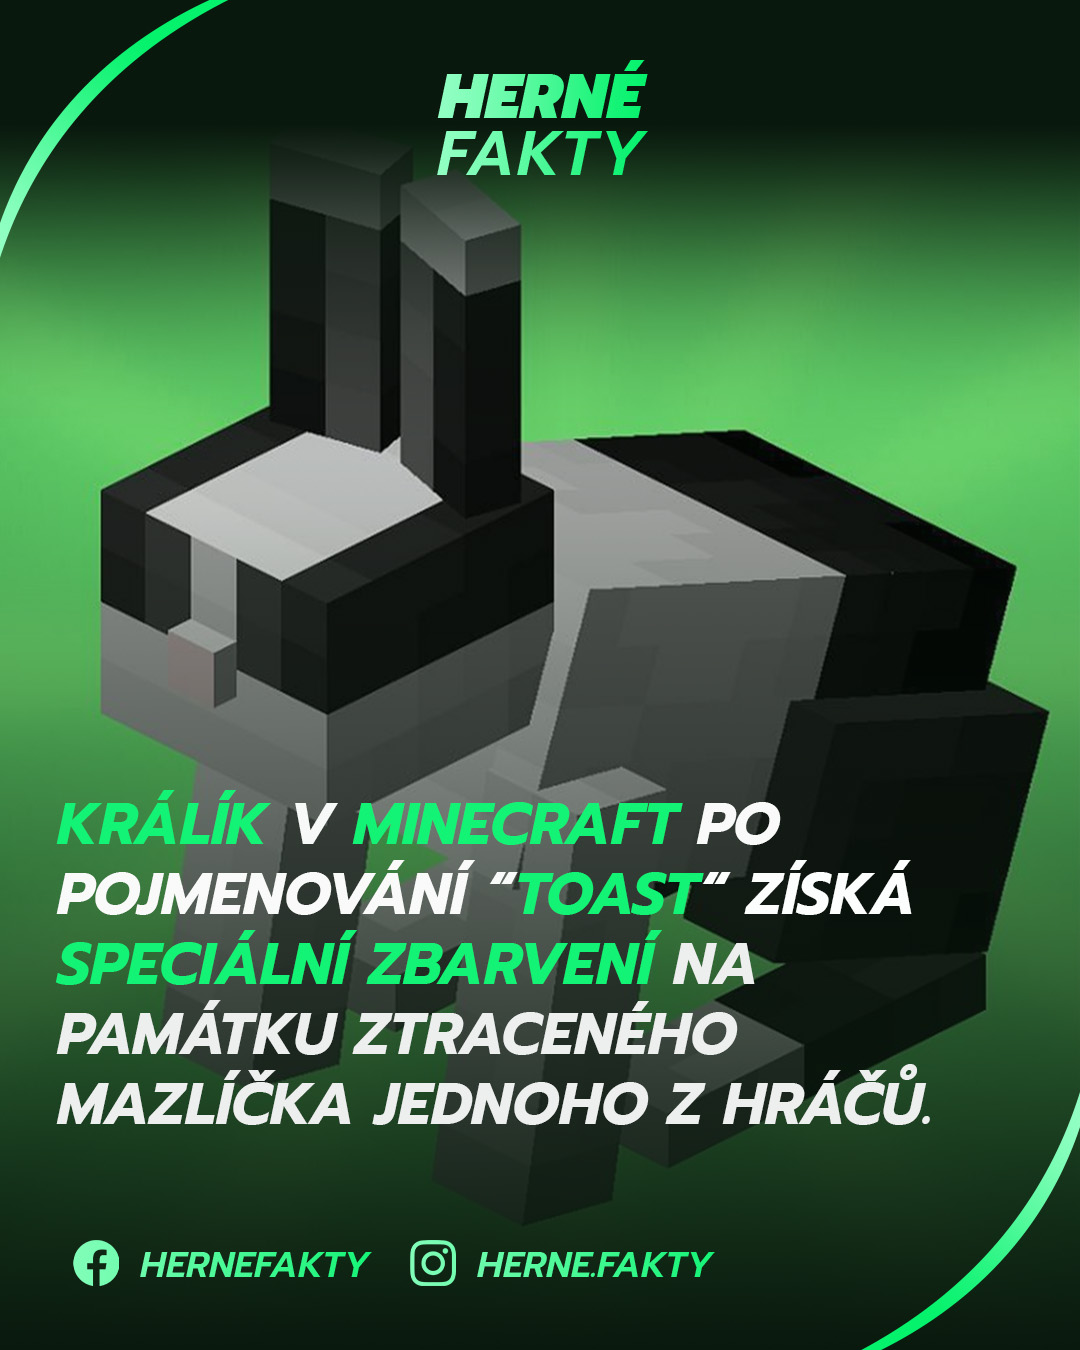 HERNÉ
FAKTY
KRÁLÍK V MINECRAFT PO
POJMENOVÁNÍ "TOAST" ZÍSKÁ
SPECIÁLNÍ ZBARVENÍ NA
PAMÁTKU ZTRACENÉHO
MAZLÍČKA JEDNOHO Z HRÁČŮ.
HERNEFAKTY HERNE.FAKTY